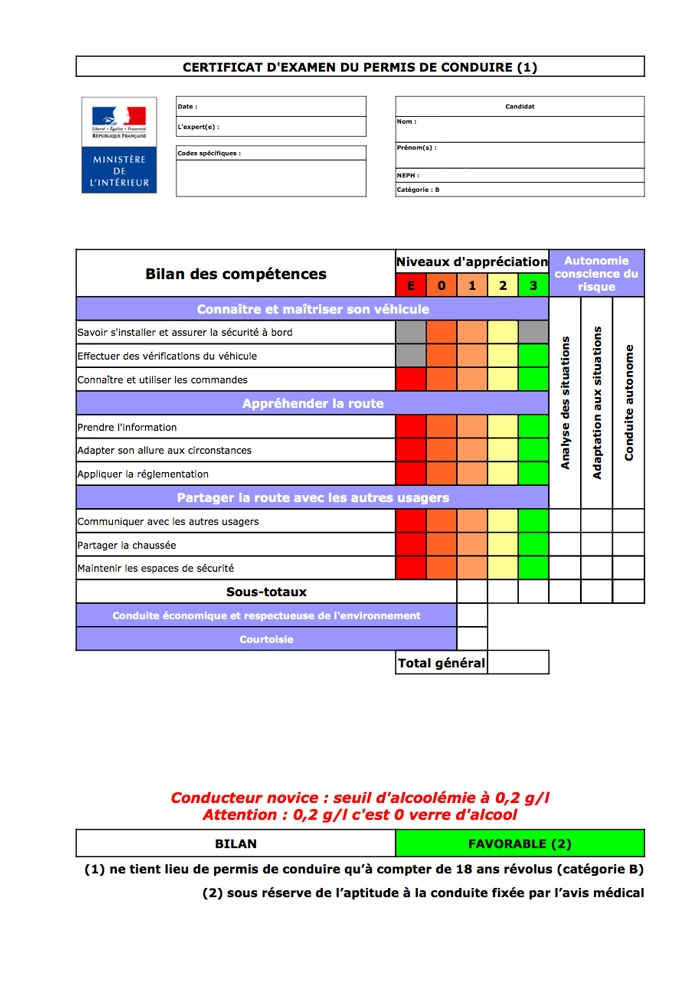 CERTIFICAT D'EXAMEN DU PERMIS DE CONDUIRE (1)
Liberté • Égalité • Fraternité
RÉPUBLIQUE FRANÇAISE
MINISTÈRE
DE
L'INTÉRIEUR
Date :
L'expert(e) :
Codes spécifiques :
Candidat
Nom :
Prénom(s) :
NEPH :
Catégorie : B
Bilan des compétences
Niveaux d'appréciation
E 0 1 2 3
Autonomie
conscience du
risque
Connaître et maîtriser son véhicule
Savoir s'installer et assurer la sécurité à bord
Effectuer des vérifications du véhicule
Connaître et utiliser les commandes
Appréhender la route
Prendre l'information
Adapter son allure aux circonstances
Appliquer la réglementation
Analyse des situations
Adaptation aux situations
Conduite autonome
Partager la route avec les autres usagers
Communiquer avec les autres usagers
Partager la chaussée
Maintenir les espaces de sécurité
Sous-totaux
Conduite économique et respectueuse de l'environnement
Courtoisie
Total général
Conducteur novice : seuil d'alcoolémie à 0,2 g/l
Attention : 0,2 g/l c'est 0 verre d'alcool
BILAN
FAVORABLE (2)
(1) ne tient lieu de permis de conduire qu’à compter de 18 ans révolus (catégorie B)
(2) sous réserve de l’aptitude à la conduite fixée par l’avis médical